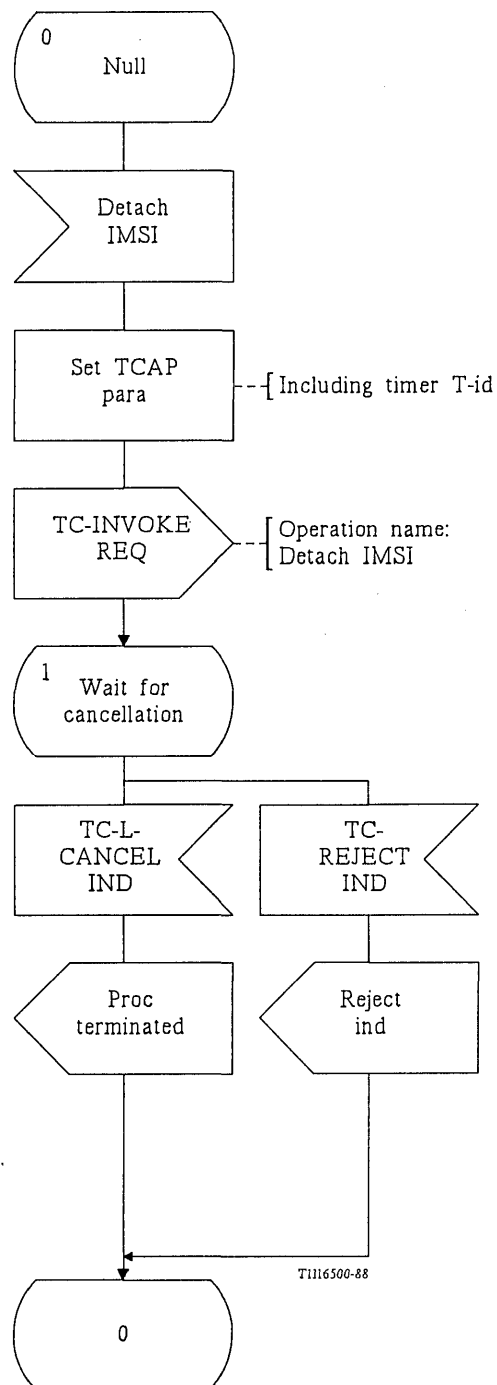 0
Null
Detach
IMSI
Set TCAP
para
Including timer T-id
TC-INVOKE
REQ
Operation name:
Detach IMSI
1
Wait for
cancellation
TC-L-
CANCEL
IND
TC-
REJECT
IND
Proc
terminated
Reject
ind
T1116500-88
0